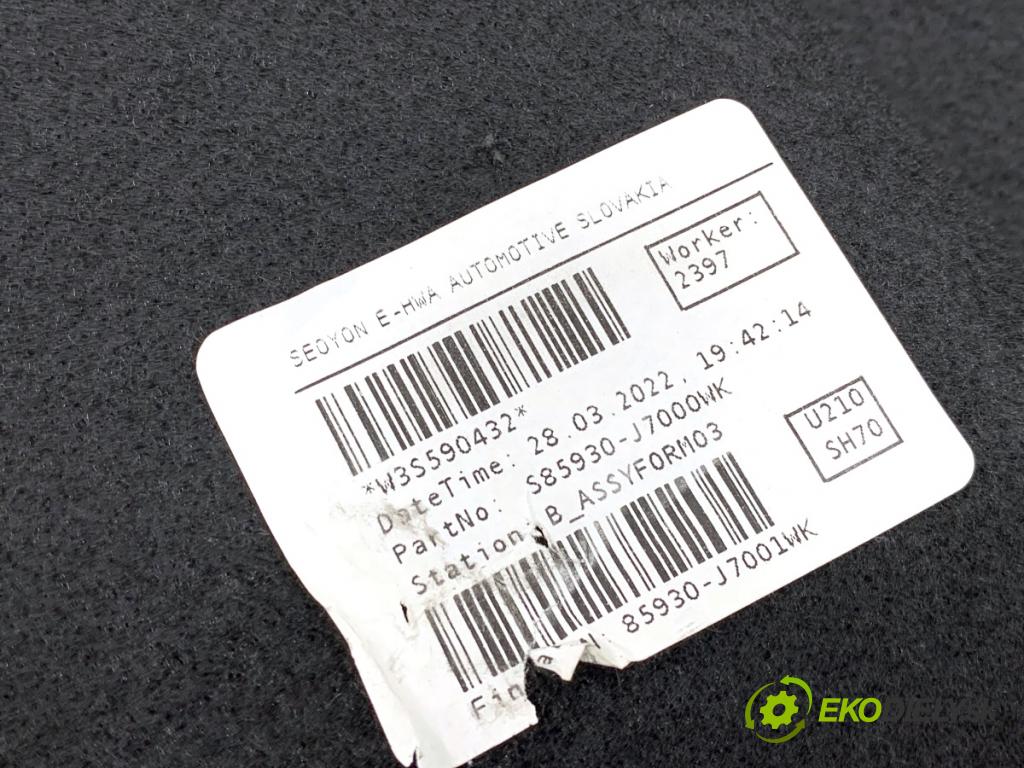 SEOYON E-HWA AUTOMOTIVE SLOVAKIA
Worker:
2397
*W3S590432*
DateTime: 28.03.2022, 19:42:14
PartNo: S85930-J7000WK
Station: B_ASSYFORM03
U210
SH70
85930-J7001WK
EKO